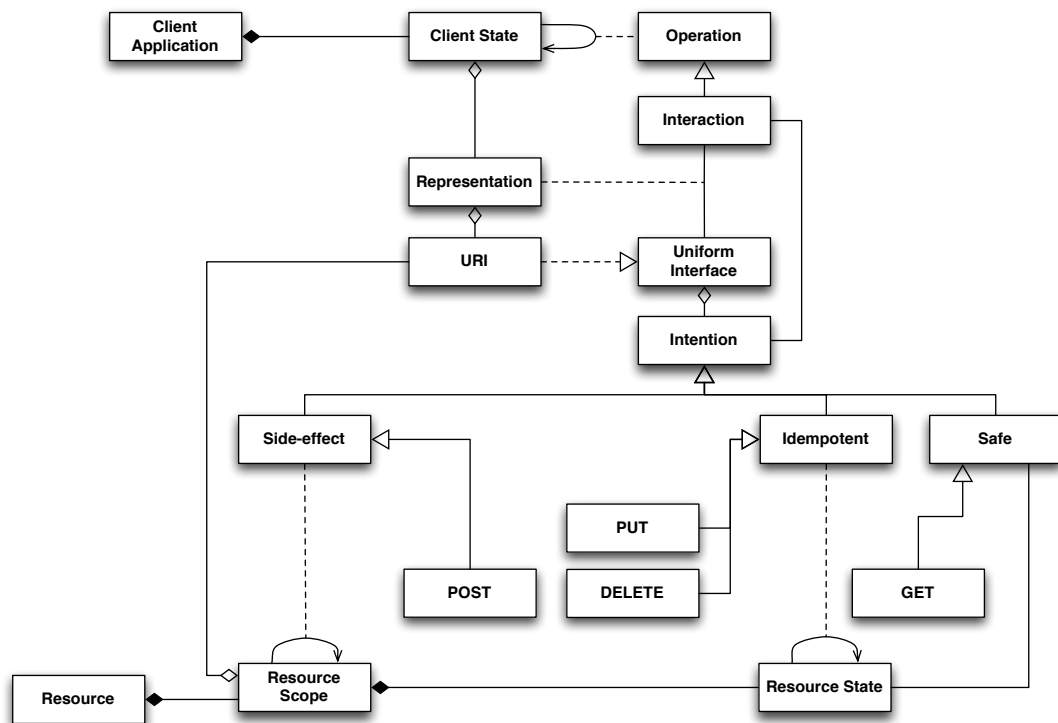 Client
Application
Client State
Operation
Interaction
Representation
URI
Uniform
Interface
Intention
Side-effect
Idempotent
Safe
PUT
POST
DELETE
GET
Resource
Resource
Scope
Resource State